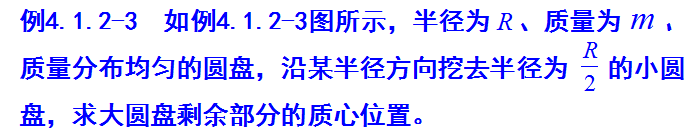 例4.1.2-3 如例4.1.2-3图所示，半径为 R、质量为 m、
质量分布均匀的圆盘，沿某半径方向挖去半径为 R/2 的小圆
盘，求大圆盘剩余部分的质心位置。